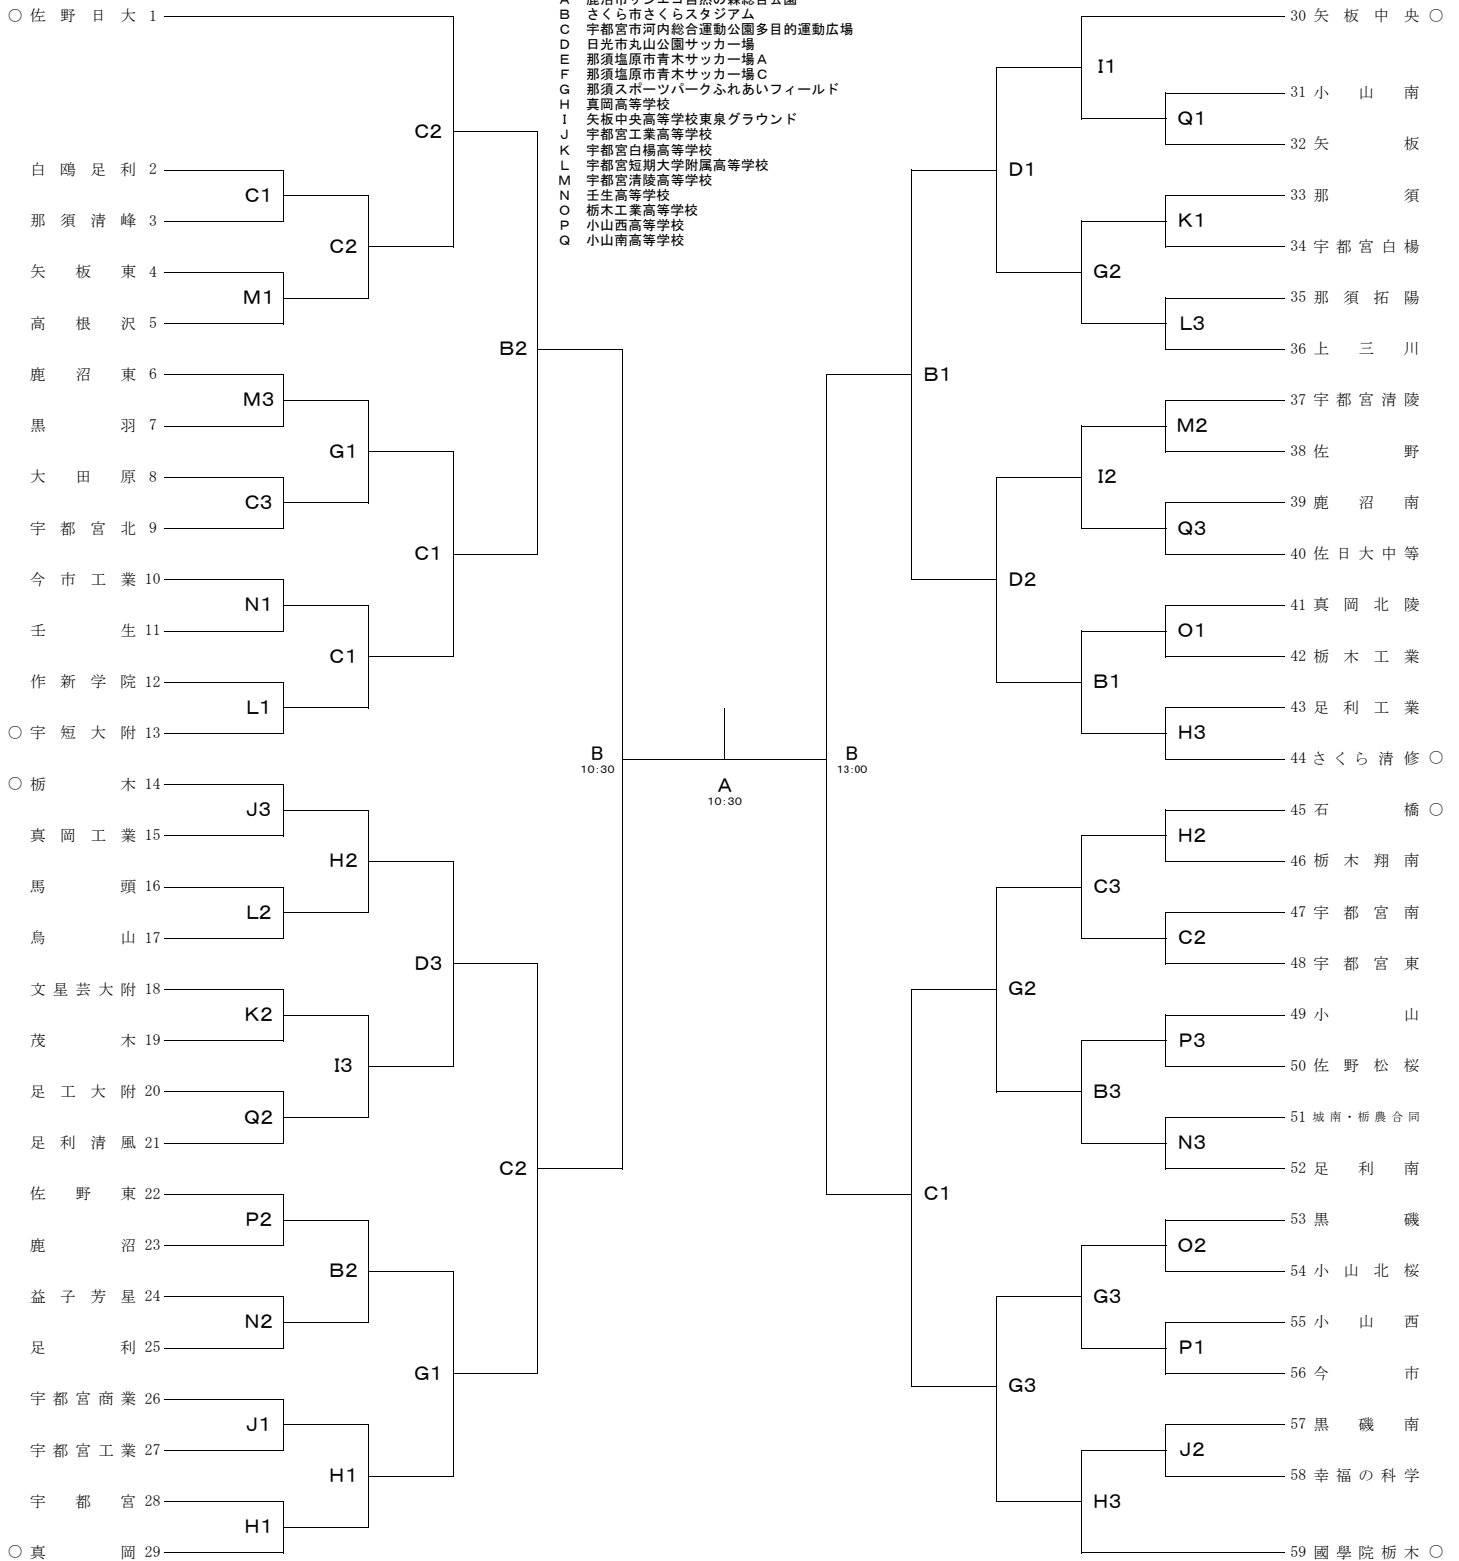 ○ 佐野日大 1
白鴎足利 2
那須清峰 3
矢板東 4
高根沢 5
鹿沼東 6
黒羽 7
大田原 8
宇都宮北 9
今市工業 10
壬生 11
作新学院 12
○ 宇短大附 13
○ 栃木 14
真岡工業 15
馬頭 16
烏山 17
文星芸大附 18
茂木 19
足工大附 20
足利清風 21
佐野東 22
鹿沼 23
益子芳星 24
足利 25
宇都宮商業 26
宇都宮工業 27
宇都宮 28
○ 真岡 29
C1
M1
M3
C3
N1
L1
J3
L2
K2
Q2
P2
N2
J1
H1
C2
G1
C1
H2
I3
B2
H1
C2
C1
D3
G1
B2
C2
B
10:30
A 鹿沼市サンエコ自然の森総合公園
B さくら市さくらスタジアム
C 宇都宮市河内総合運動公園多目的運動広場
D 日光市丸山公園サッカー場
E 那須塩原市青木サッカー場A
F 那須塩原市青木サッカー場C
G 那須スポーツパークふれあいフィールド
H 真岡高等学校
I 矢板中央高等学校東泉グラウンド
J 宇都宮工業高等学校
K 宇都宮白楊高等学校
L 宇都宮短期大学附属高等学校
M 宇都宮清陵高等学校
N 壬生高等学校
O 栃木工業高等学校
P 小山西高等学校
Q 小山南高等学校
A
10:30
B
13:00
B1
C1
D1
D2
G2
G3
I1
G2
I2
B1
C3
B3
G3
H3
Q1
K1
L3
M2
Q3
O1
H3
H2
C2
P3
N3
O2
P1
J2
30 矢板中央 ○
31 小山南
32 矢板
33 那須
34 宇都宮白楊
35 那須拓陽
36 上三川
37 宇都宮清陵
38 佐野
39 鹿沼南
40 佐日大中等
41 真岡北陵
42 栃木工業
43 足利工業
44 さくら清修 ○
45 石橋 ○
46 栃木翔南
47 宇都宮南
48 宇都宮東
49 小山
50 佐野松桜
51 城南・栃農合同
52 足利南
53 黒磯
54 小山北桜
55 小山西
56 今市
57 黒磯南
58 幸福の科学
59 國學院栃木 ○